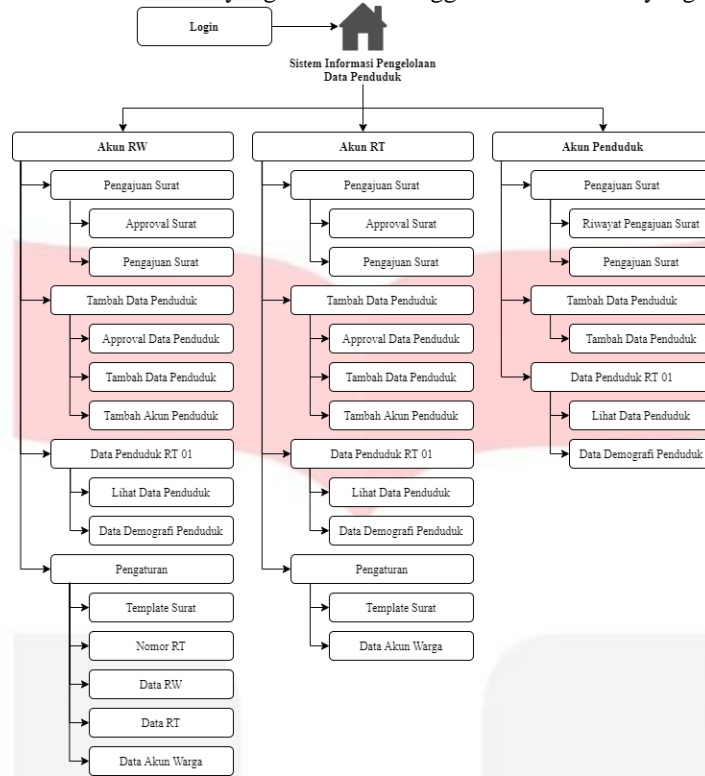 Login
Sistem Informasi Pengelolaan
Data Penduduk
Akun RW
Pengajuan Surat
Approval Surat
Pengajuan Surat
Tambah Data Penduduk
Approval Data Penduduk
Tambah Data Penduduk
Tambah Akun Penduduk
Data Penduduk RT 01
Lihat Data Penduduk
Data Demografi Penduduk
Pengaturan
Template Surat
Nomor RT
Data RW
Data RT
Data Akun Warga
Akun RT
Pengajuan Surat
Approval Surat
Pengajuan Surat
Tambah Data Penduduk
Approval Data Penduduk
Tambah Data Penduduk
Tambah Akun Penduduk
Data Penduduk RT 01
Lihat Data Penduduk
Data Demografi Penduduk
Pengaturan
Template Surat
Data Akun Warga
Akun Penduduk
Pengajuan Surat
Riwayat Pengajuan Surat
Pengajuan Surat
Tambah Data Penduduk
Tambah Data Penduduk
Data Penduduk RT 01
Lihat Data Penduduk
Data Demografi Penduduk